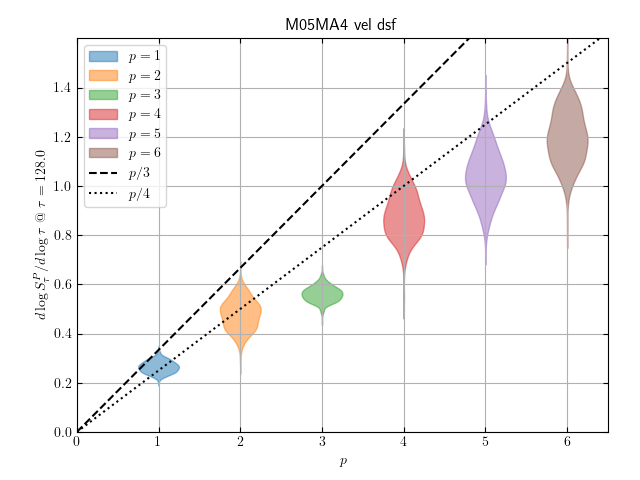 M05MA4 vel dsf
p = 1
p = 2
p = 3
p = 4
p = 5
p = 6
p/3
p/4
d log S_τ^P / d log τ @ τ = 128.0
1.4
1.2
1.0
0.8
0.6
0.4
0.2
0.0
0 1 2 3 4 5 6
p